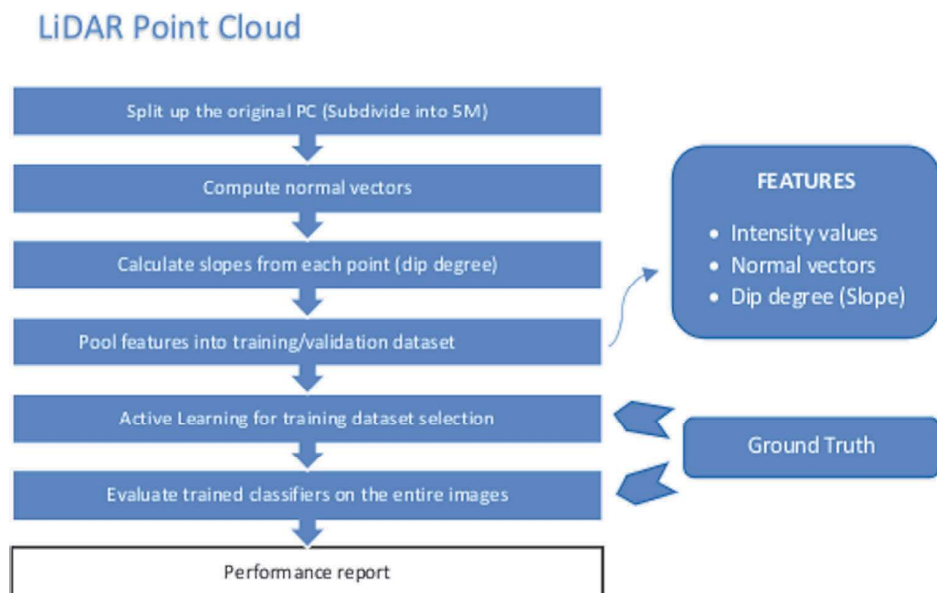 LiDAR Point Cloud
Split up the original PC (Subdivide into 5M)
Compute normal vectors
Calculate slopes from each point (dip degree)
Pool features into training/validation dataset
Active Learning for training dataset selection
Evaluate trained classifiers on the entire images
Performance report
FEATURES
• Intensity values
• Normal vectors
• Dip degree (Slope)
Ground Truth